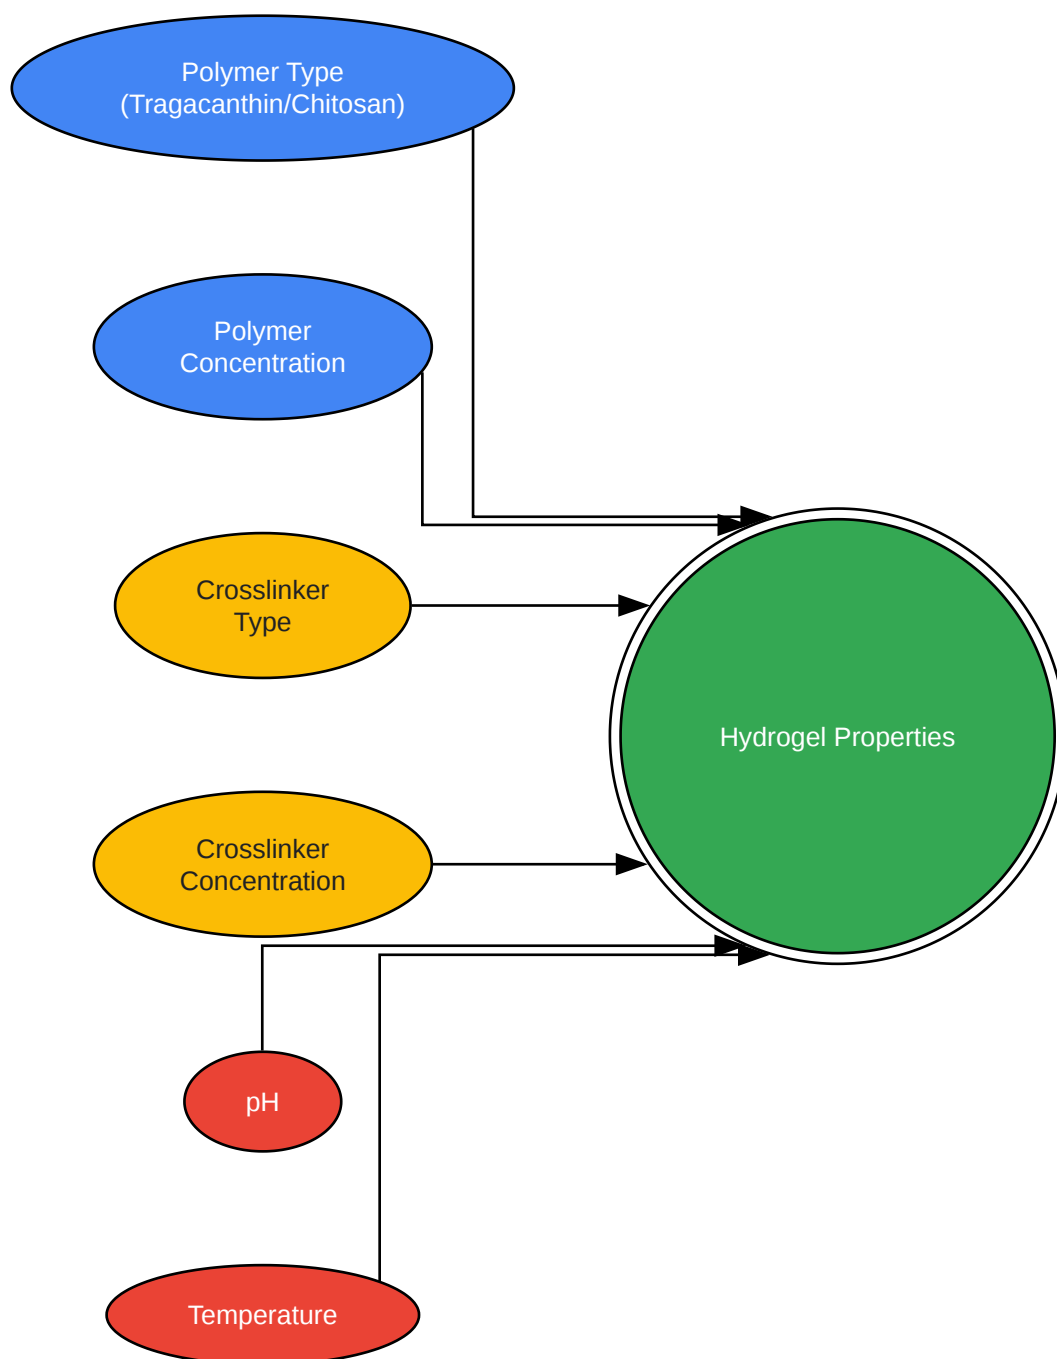 Polymer Type
(Tragacanthin/Chitosan)
Polymer
Concentration
Crosslinker
Type
Hydrogel Properties
Crosslinker
Concentration
pH
Temperature